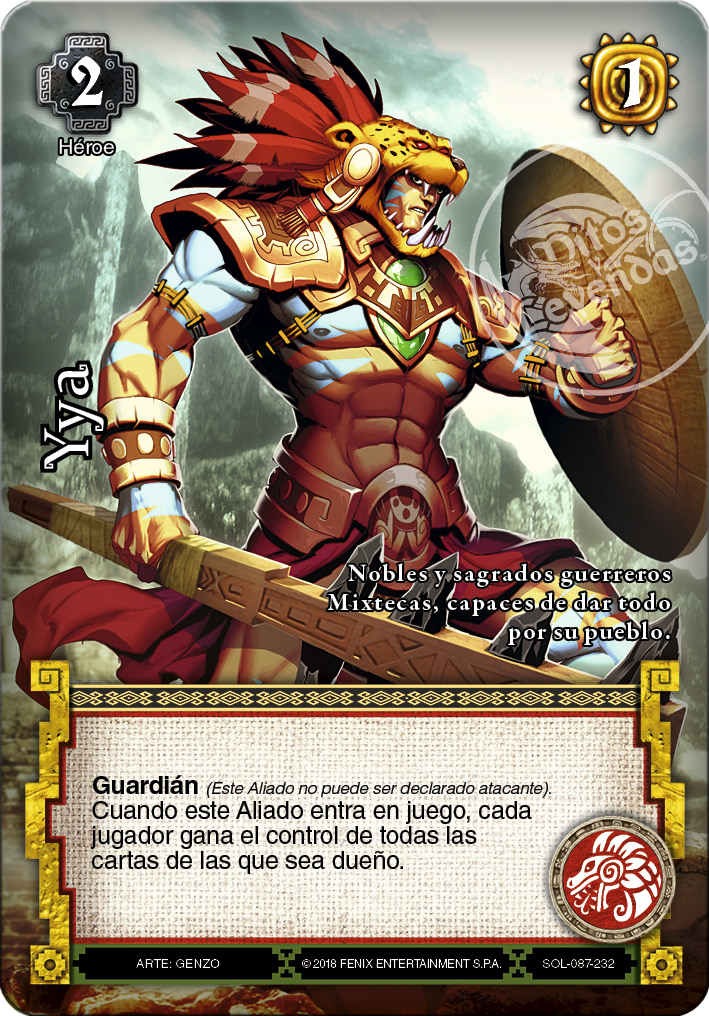 2
Héroe
1
Mitos
y
Leyendas
Yya
Nobles y sagrados guerreros
Mixtecas, capaces de dar todo
por su pueblo.
Guardián (Este Aliado no puede ser declarado atacante).
Cuando este Aliado entra en juego, cada
jugador gana el control de todas las
cartas de las que sea dueño.
ARTE: GENZO
©2018 FENIX ENTERTAINMENT S.P.A.
SOL-087-232